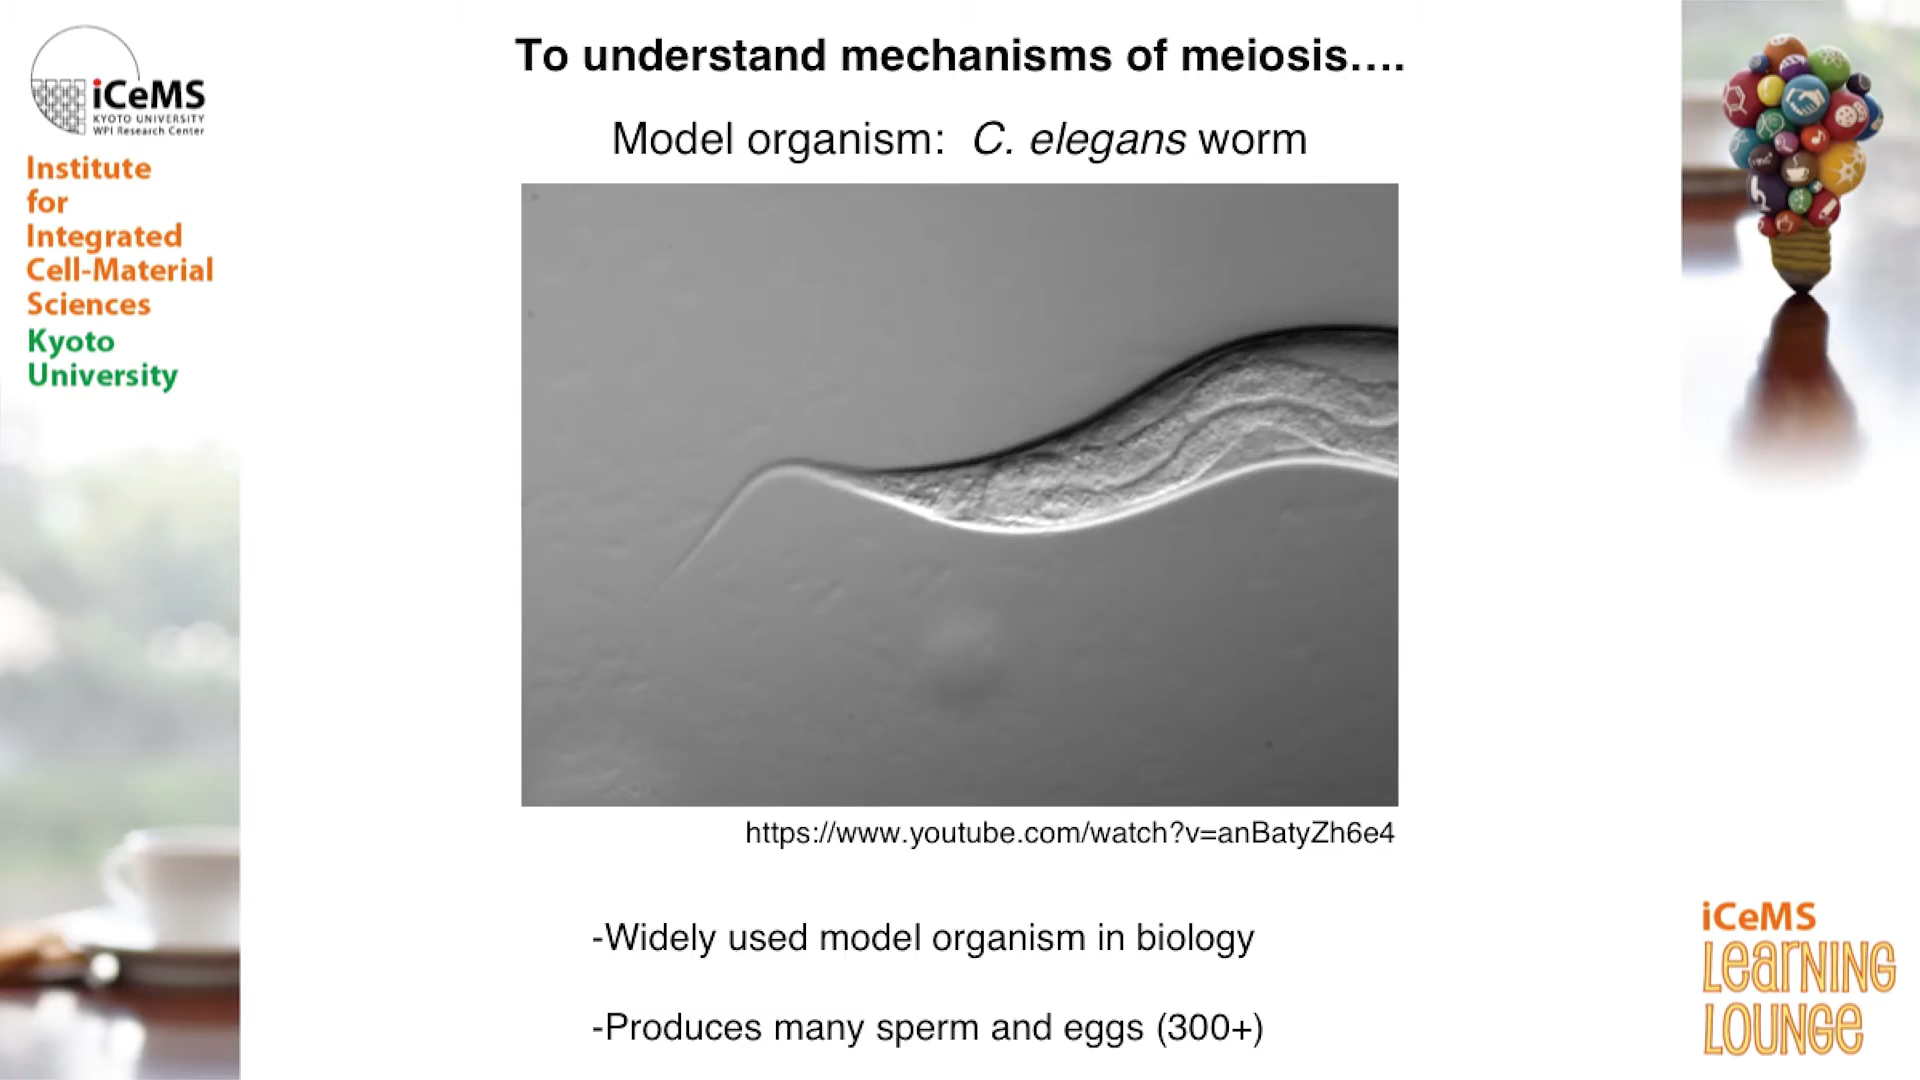 To understand mechanisms of meiosis....
Model organism: C. elegans worm
iCeMS
KYOTO UNIVERSITY
WPI Research Center
Institute
for
Integrated
Cell-Material
Sciences
Kyoto
University
https://www.youtube.com/watch?v=anBatyZh6e4
-Widely used model organism in biology
-Produces many sperm and eggs (300+)
iCeMS
LeaRNING
LOUNGe